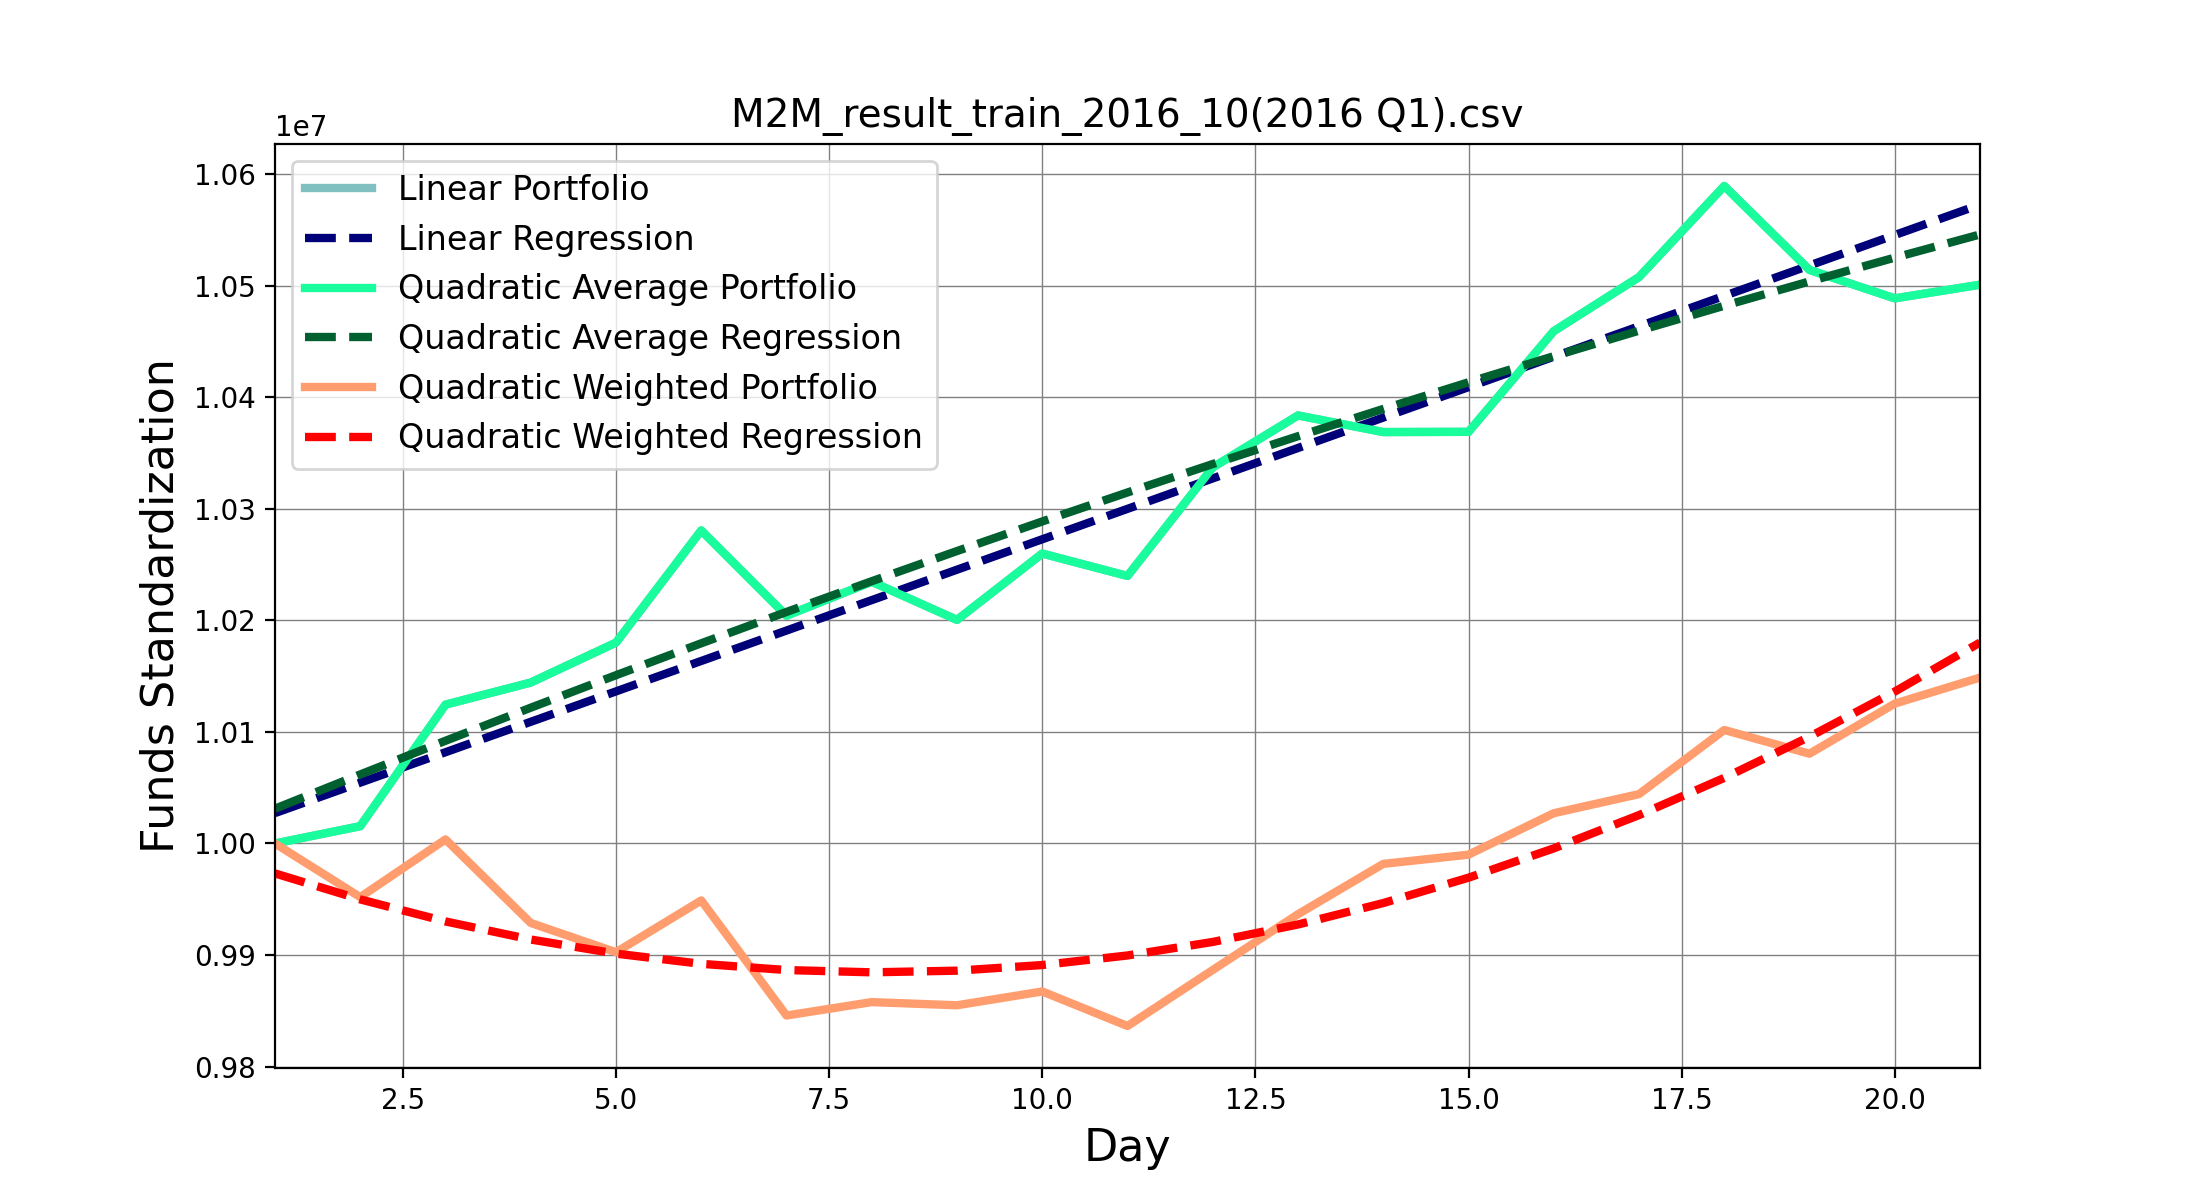 M2M_result_train_2016_10(2016 Q1).csv
1e7
1.06
1.05
1.04
1.03
1.02
1.01
1.00
0.99
0.98
Funds Standardization
Linear Portfolio
Linear Regression
Quadratic Average Portfolio
Quadratic Average Regression
Quadratic Weighted Portfolio
Quadratic Weighted Regression
2.5 5.0 7.5 10.0 12.5 15.0 17.5 20.0
Day